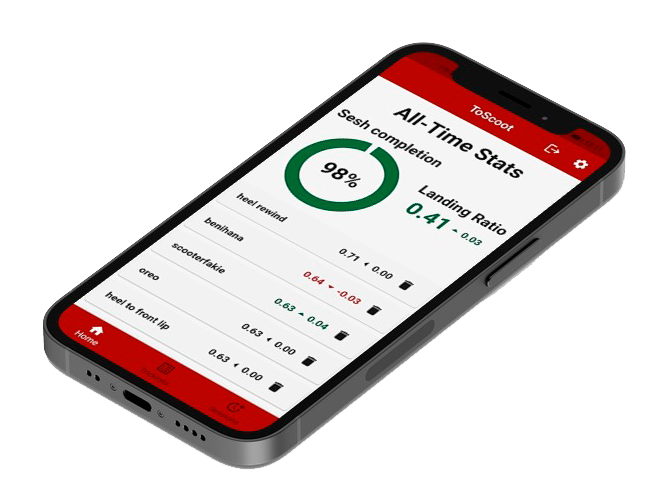 ToScoot
All-Time Stats
Sesh completion
98%
Landing Ratio
0.41 0.03
heel rewind
0.71 0.00
benihana
0.64 -0.03
scooterfakie
0.63 0.04
oreo
0.63 0.00
heel to front lip
0.63 0.00
Home